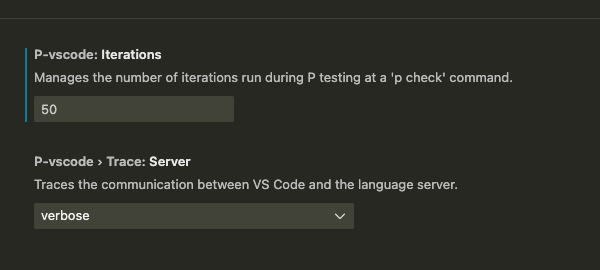 P-vscode: Iterations
Manages the number of iterations run during P testing at a 'p check' command.
50
P-vscode › Trace: Server
Traces the communication between VS Code and the language server.
verbose